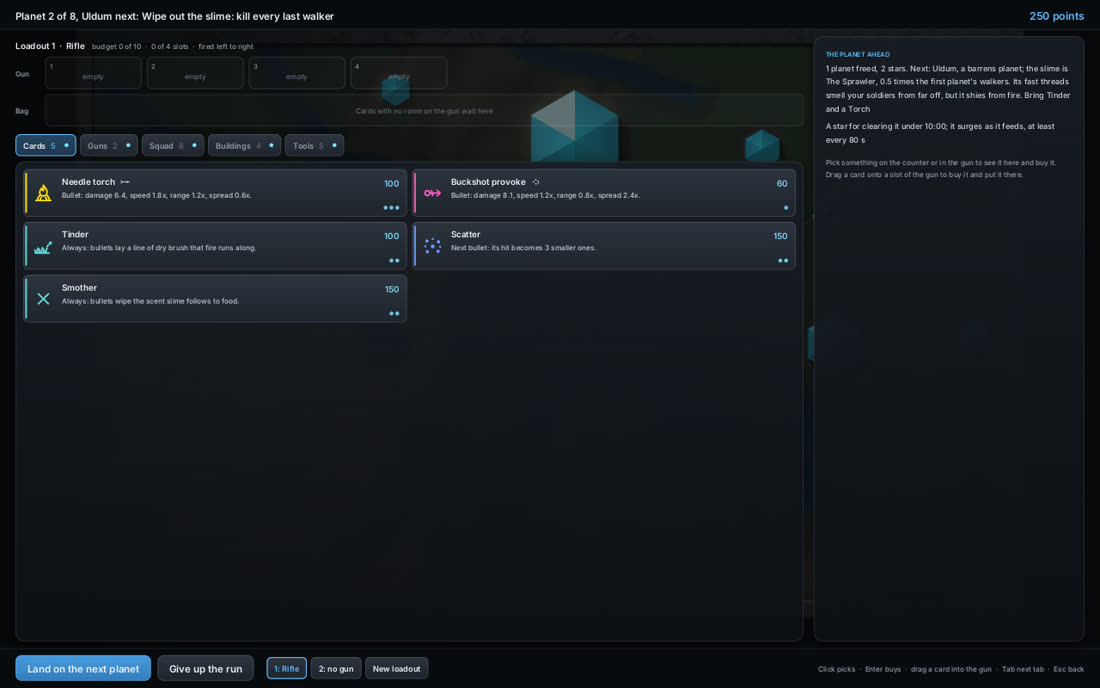 Planet 2 of 8, Uldum next: Wipe out the slime: kill every last walker
250 points
Loadout 1 · Rifle budget 0 of 10 · 0 of 4 slots · fired left to right
Gun
1 empty
2 empty
3 empty
4 empty
Bag
Cards with no room on the gun wait here
Cards 5
Guns 2
Squad 8
Buildings 4
Tools 5
Needle torch
100
Bullet: damage 6.4, speed 1.8x, range 1.2x, spread 0.6x.
Buckshot provoke
60
Bullet: damage 8.1, speed 1.2x, range 0.8x, spread 2.4x.
Tinder
100
Always: bullets lay a line of dry brush that fire runs along.
Scatter
150
Next bullet: its hit becomes 3 smaller ones.
Smother
150
Always: bullets wipe the scent slime follows to food.
THE PLANET AHEAD
1 planet freed, 2 stars. Next: Uldum, a barrens planet; the slime is
The Sprawler, 0.5 times the first planet's walkers. Its fast threads
smell your soldiers from far off, but it shies from fire. Bring Tinder
and a Torch
A star for clearing it under 10:00; it surges as it feeds, at least
every 80 s
Pick something on the counter or in the gun to see it here and buy it.
Drag a card onto a slot of the gun to buy it and put it there.
Land on the next planet
Give up the run
1: Rifle
2: no gun
New loadout
Click picks · Enter buys · drag a card into the gun · Tab next tab · Esc back